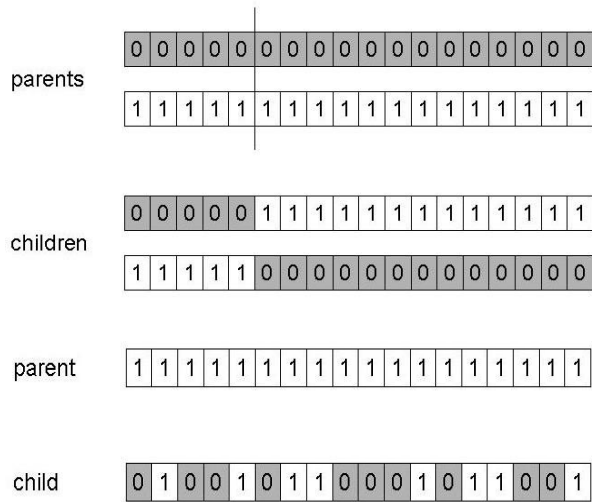 0 0 0 0 0 0 0 0 0 0 0 0 0 0 0 0 0 0
parents
1 1 1 1 1 1 1 1 1 1 1 1 1 1 1 1 1 1
0 0 0 0 0 1 1 1 1 1 1 1 1 1 1 1 1 1
children
1 1 1 1 1 0 0 0 0 0 0 0 0 0 0 0 0 0
parent 1 1 1 1 1 1 1 1 1 1 1 1 1 1 1 1 1 1
child 0 1 0 0 1 0 1 1 0 0 0 1 0 1 1 0 0 1